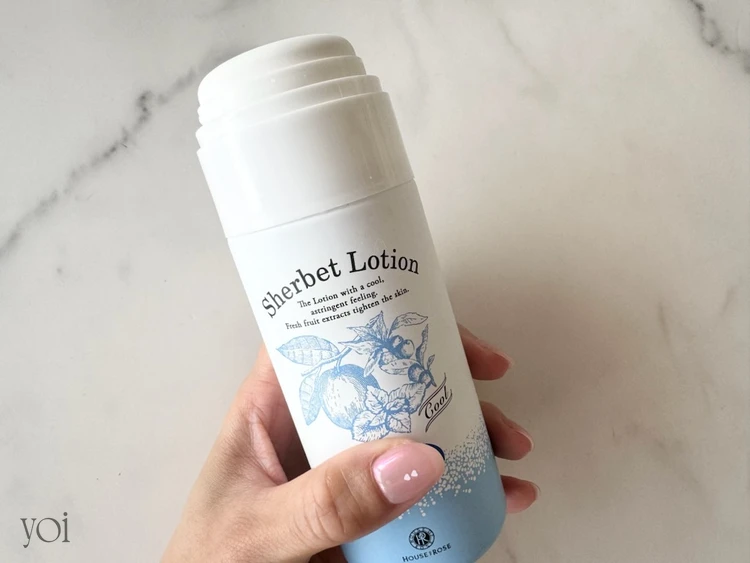 Sherbet Lotion
The Lotion with a cool,
astringent feeling.
Fresh fruit extracts tighten the skin.
Cool
HR
HOUSE OF ROSE
yoi